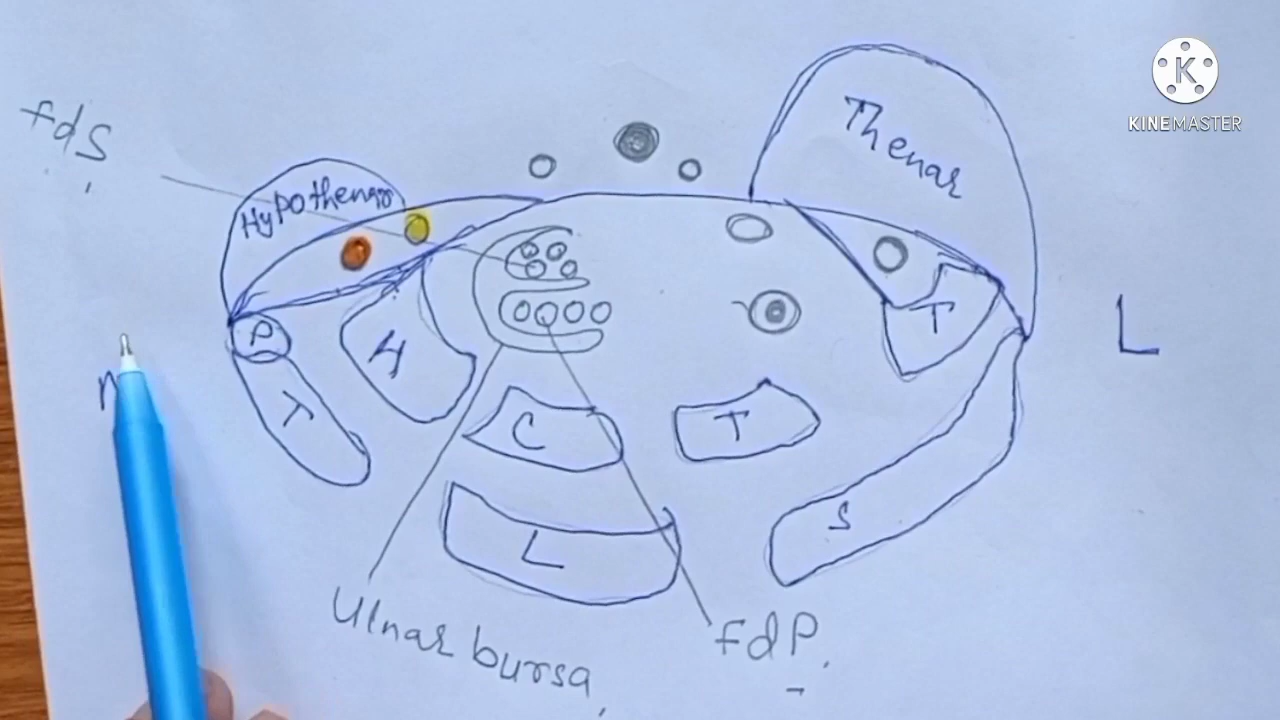 K
KINEMASTER
Thenar
fds
Hypothenar
P
H
T
T
L
C
T
T
S
L
Ulnar bursa,
fdP.